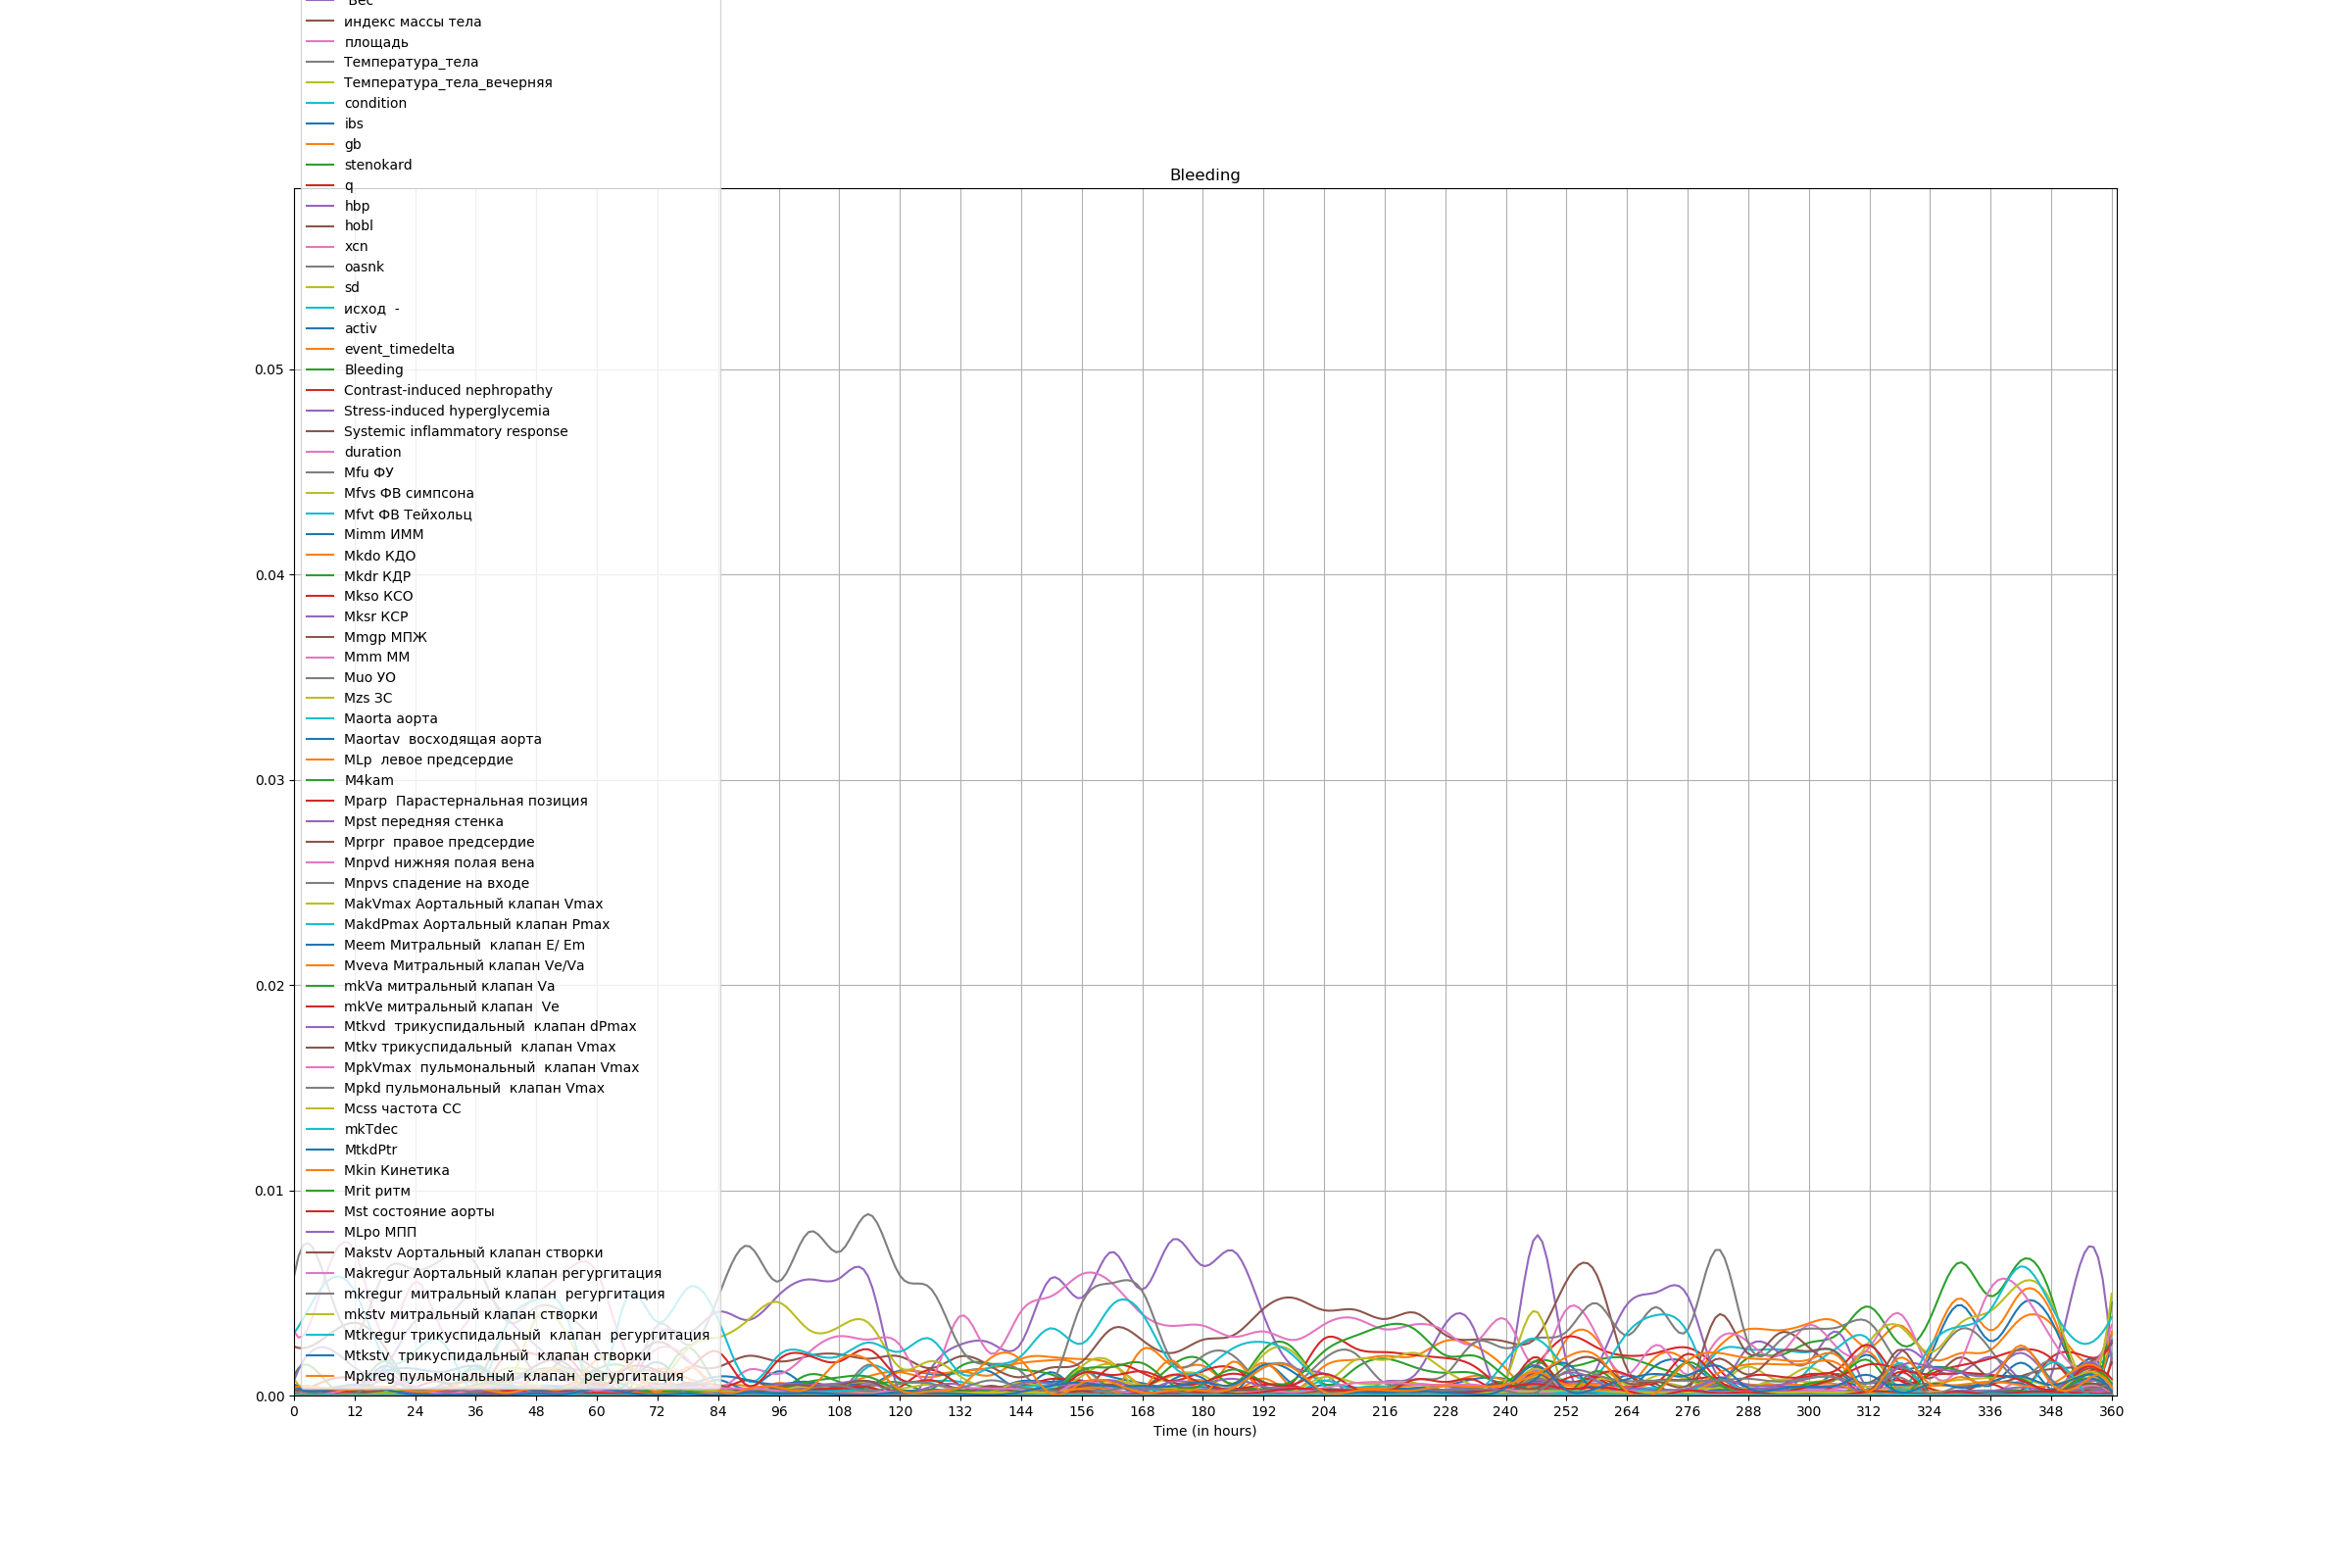 Вес
индекс массы тела
площадь
Температура_тела
Температура_тела_вечерняя
condition
ibs
gb
stenokard
q
Bleeding
hbp
hobl
xcn
oasnk
sd
исход  -
activ
event_timedelta
Bleeding
Contrast-induced nephropathy
Stress-induced hyperglycemia
Systemic inflammatory response
duration
Mfu ФУ
Mfvs ФВ симпсона
Mfvt ФВ Тейхольц
Mimm ИММ
Mkdo КДО
Mkdr КДР
Mkso КСО
Mksr КСР
Mmgp МПЖ
Mmm ММ
Muo УО
Mzs ЗС
Maorta аорта
Maortav  восходящая аорта
MLp  левое предсердие
M4kam
Mparp  Парастернальная позиция
Mpst передняя стенка
Mprpr  правое предсердие
Mnpvd нижняя полая вена
Mnpvs спадение на входе
MakVmax Аортальный клапан Vmax
MakdPmax Аортальный клапан Pmax
Meem Митральный  клапан E/ Em
Mveva Митральный клапан Ve/Va
mkVa митральный клапан Va
mkVe митральный клапан  Ve
Mtkvd  трикуспидальный  клапан dPmax
Mtkv трикуспидальный  клапан Vmax
MpkVmax  пульмональный  клапан Vmax
Mpkd пульмональный  клапан Vmax
Mcss частота СС
mkTdec
MtkdPtr
Mkin Кинетика
Mrit ритм
Mst состояние аорты
MLpo МПП
Makstv Аортальный клапан створки
Makregur Аортальный клапан регургитация
mkregur  митральный клапан  регургитация
mkstv митральный клапан створки
Mtkregur трикуспидальный  клапан  регургитация
Mtkstv  трикуспидальный  клапан створки
Mpkreg пульмональный  клапан  регургитация
0.05
0.04
0.03
0.02
0.01
0.00
0 12 24 36 48 60 72 84 96 108 120 132 144 156 168 180 192 204 216 228 240 252 264 276 288 300 312 324 336 348 360
Time (in hours)